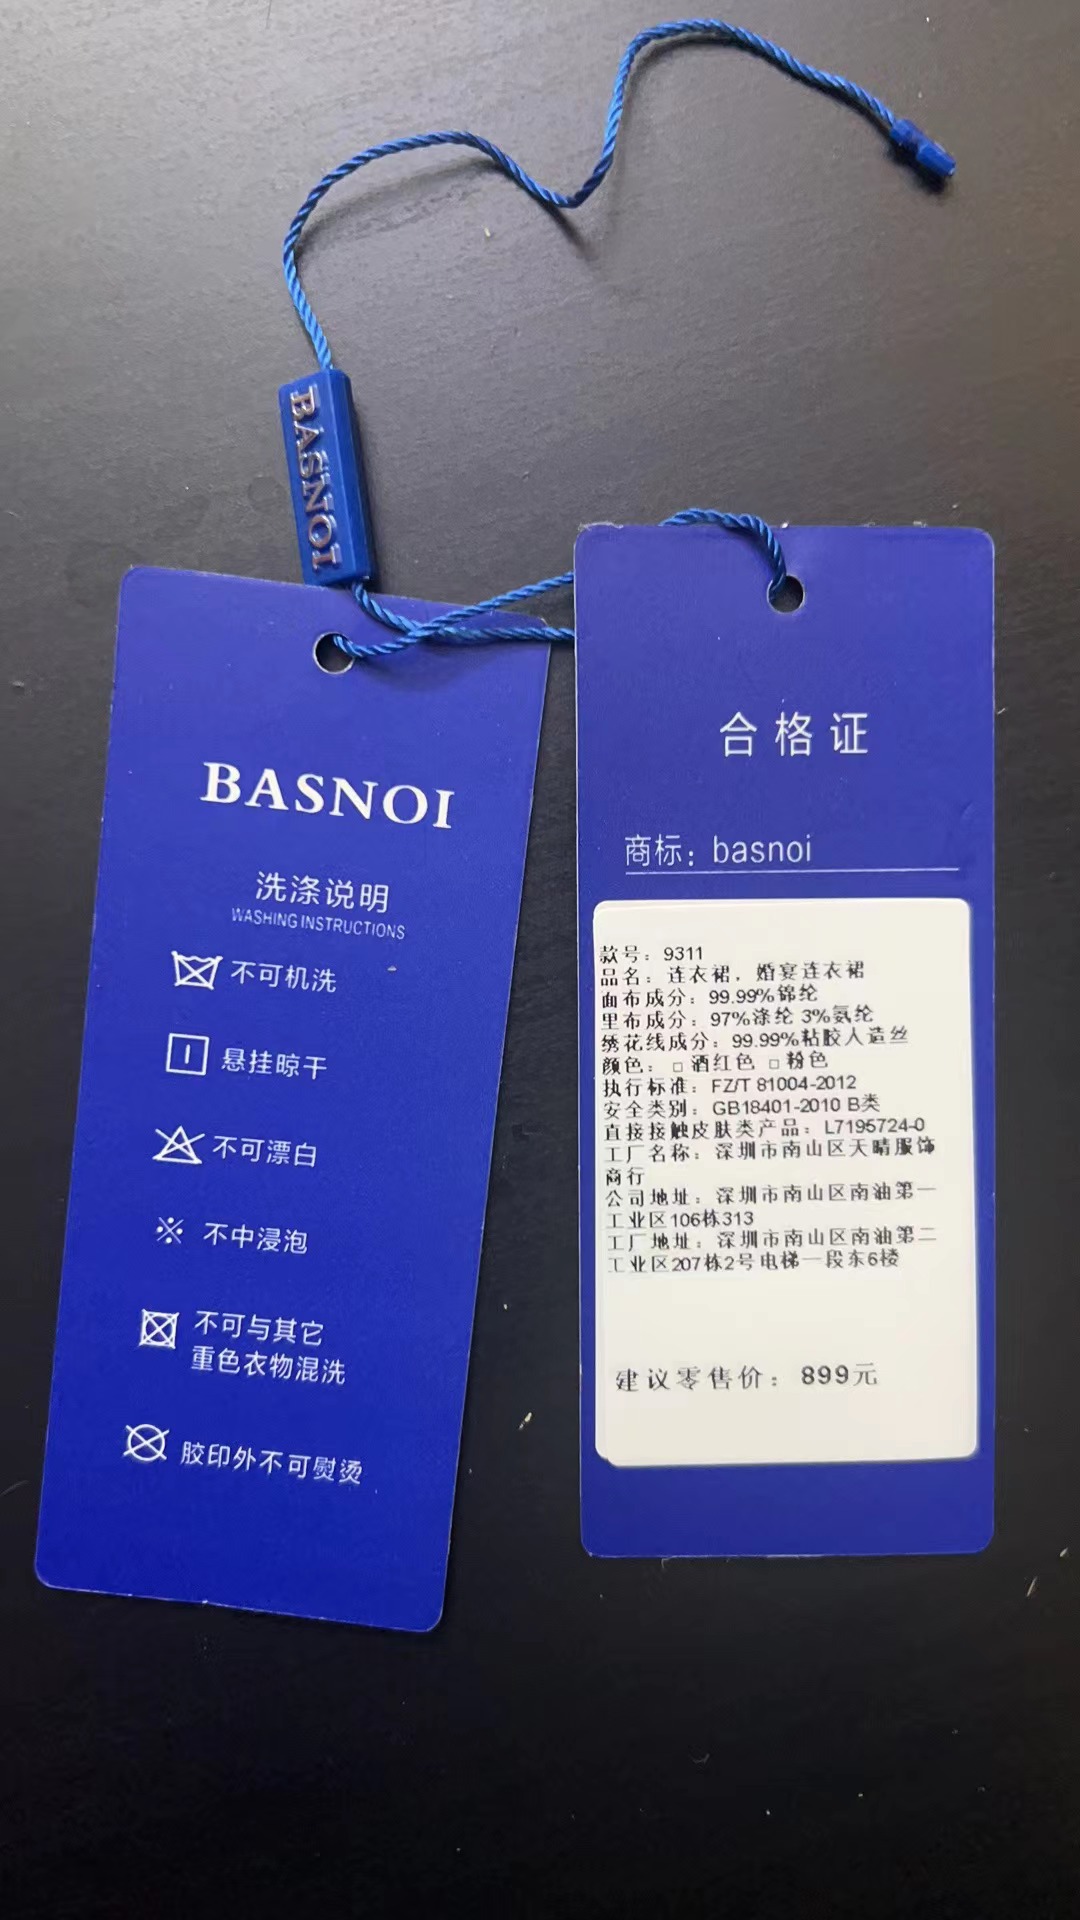 BASNOI
BASNOI
洗涤说明
WASHING INSTRUCTIONS
不可机洗
悬挂晾干
不可漂白
※ 不中浸泡
不可与其它
重色衣物混洗
胶印外不可熨烫
合格证
商标：basnoi
款号：9311
品名：连衣裙，婚宴连衣裙
面布成分：99.99%锦纶
里布成分：97%涤纶 3%氨纶
绣花线成分：99.99%粘胶人造丝
颜色：□ 酒红色 □ 粉色
执行标准：FZ/T 81004-2012
安全类别：GB18401-2010 B类
直接接触皮肤类产品：L7195724-0
工厂名称：深圳市南山区天晴服饰
商行
公司地址：深圳市南山区南油第一
工业区106栋313
工厂地址：深圳市南山区南油第二
工业区207栋2号电梯一段东6楼
建议零售价：899元